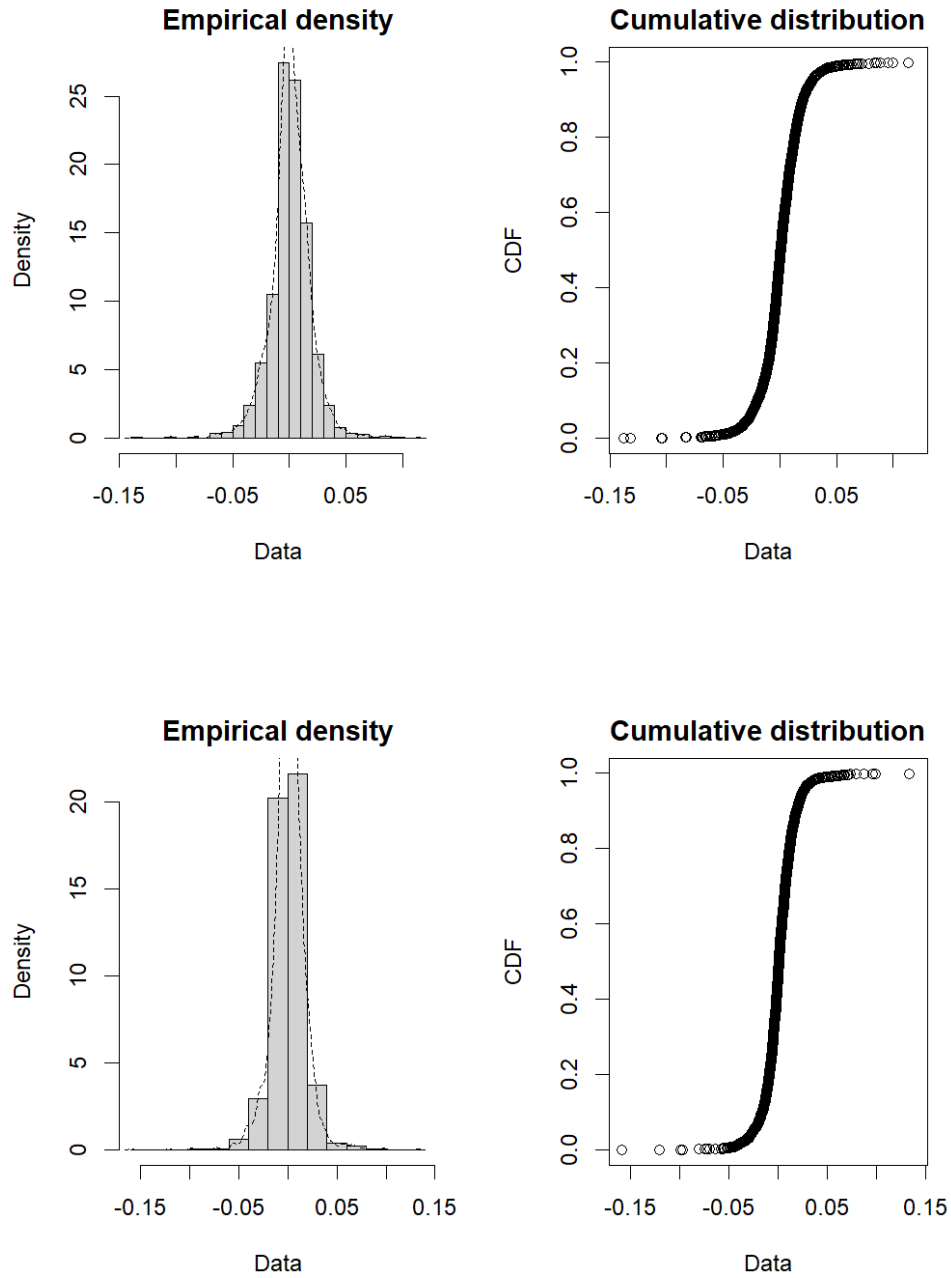 Empirical density
Density
0 5 10 15 20 25
-0.15 -0.05 0.05
Data
Cumulative distribution
CDF
0.0 0.2 0.4 0.6 0.8 1.0
-0.15 -0.05 0.05
Data
Empirical density
Density
0 5 10 15 20
-0.15 -0.05 0.05 0.15
Data
Cumulative distribution
CDF
0.0 0.2 0.4 0.6 0.8 1.0
-0.15 -0.05 0.05 0.15
Data